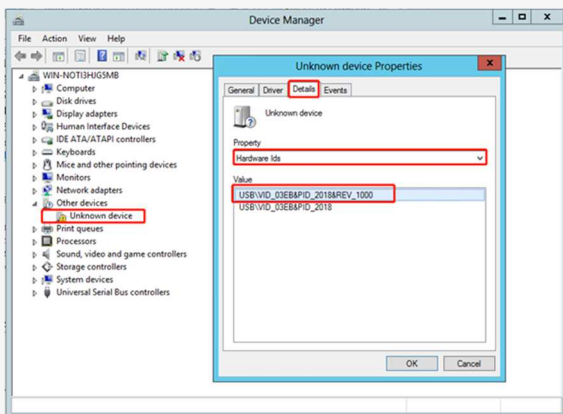 Device Manager
File Action View Help
WIN-NOTI3HJG5MB
Computer
Disk drives
Display adapters
Human Interface Devices
IDE ATA/ATAPI controllers
Keyboards
Mice and other pointing devices
Monitors
Network adapters
Other devices
Unknown device
Print queues
Processors
Sound, video and game controllers
Storage controllers
System devices
Universal Serial Bus controllers
Unknown device Properties
General Driver Details Events
Unknown device
Property
Hardware Ids
Value
USB\VID_03EB&PID_2018&REV_1000
USB\VID_03EB&PID_2018
OK Cancel